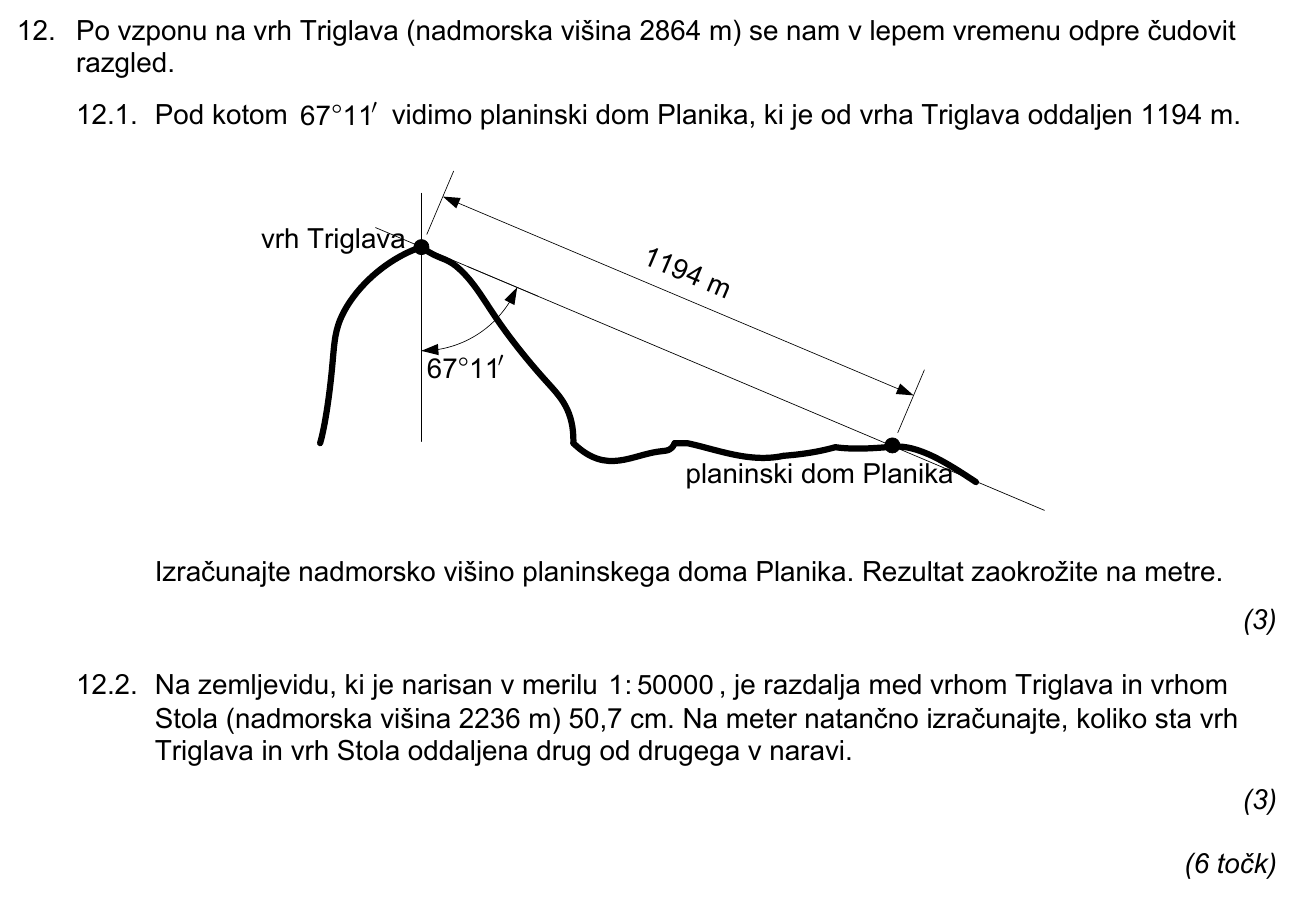 12. Po vzponu na vrh Triglava (nadmorska višina 2864 m) se nam v lepem vremenu odpre čudovit
razgled.
12.1. Pod kotom 67°11′ vidimo planinski dom Planika, ki je od vrha Triglava oddaljen 1194 m.
vrh Triglava
1194 m
67°11′
planinski dom Planika
Izračunajte nadmorsko višino planinskega doma Planika. Rezultat zaokrožite na metre.
(3)
12.2. Na zemljevidu, ki je narisan v merilu 1:50000, je razdalja med vrhom Triglava in vrhom
Stola (nadmorska višina 2236 m) 50,7 cm. Na meter natančno izračunajte, koliko sta vrh
Triglava in vrh Stola oddaljena drug od drugega v naravi.
(3)
(6 točk)